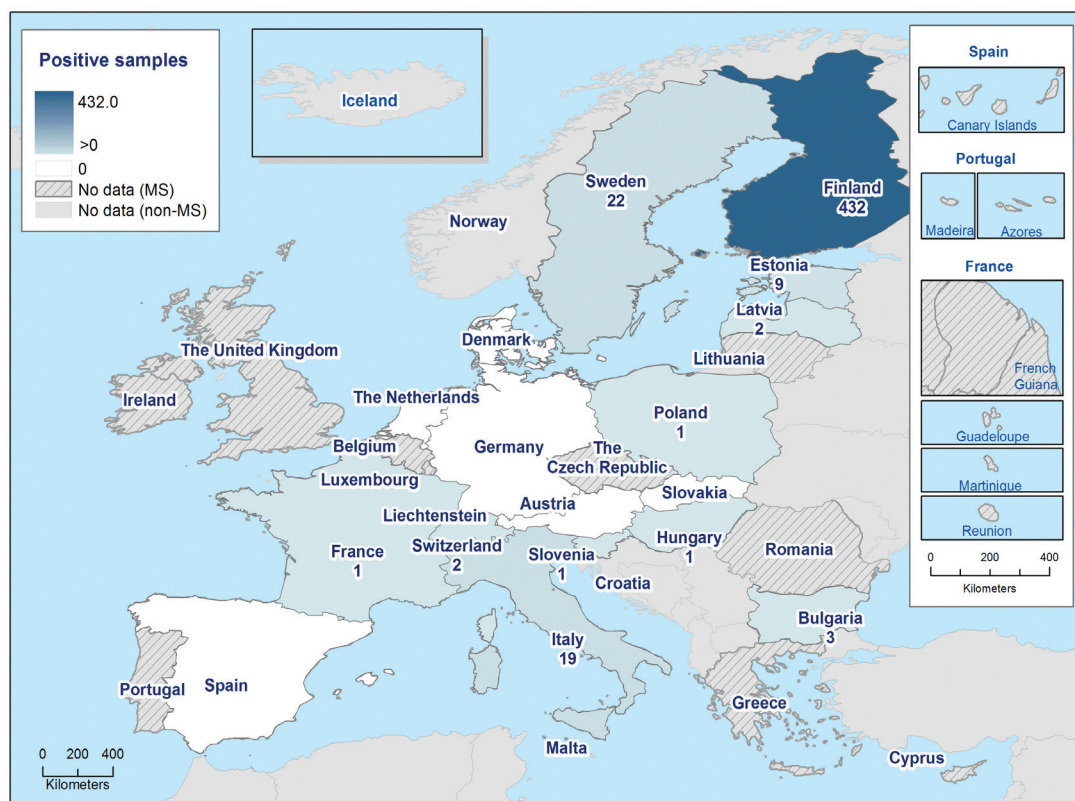 Positive samples
432.0
>0
0
No data (MS)
No data (non-MS)
Iceland
Norway
Sweden
22
Finland
432
Estonia
9
Latvia
2
Lithuania
Denmark
The United Kingdom
Ireland
The Netherlands
Belgium
Luxembourg
Germany
Poland
1
The
Czech Republic
Slovakia
Austria
Liechtenstein
Switzerland
2
France
1
Slovenia
1
Hungary
1
Romania
Croatia
Bulgaria
3
Italy
19
Portugal
Spain
Greece
Malta
Cyprus
0 200 400
Kilometers
Spain
Canary Islands
Portugal
Madeira
Azores
France
French
Guiana
Guadeloupe
Martinique
Reunion
0 200 400
Kilometers